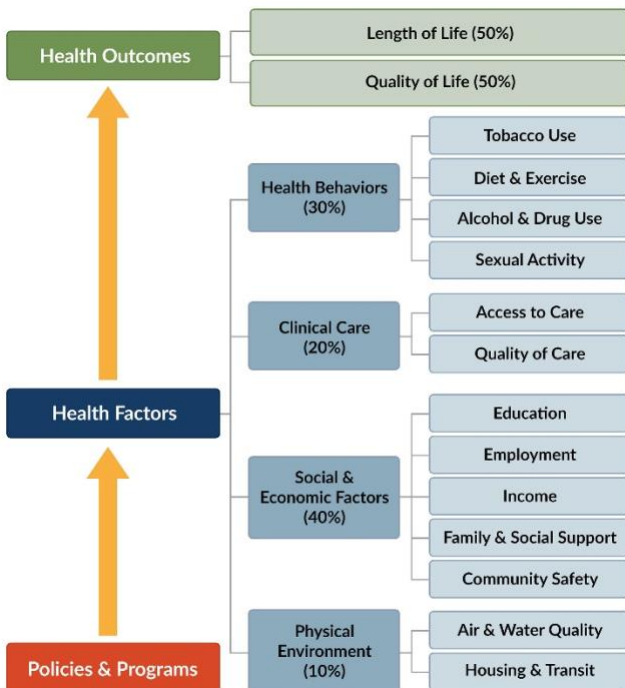 Health Outcomes
Length of Life (50%)
Quality of Life (50%)
Health Factors
Health Behaviors
(30%)
Tobacco Use
Diet & Exercise
Alcohol & Drug Use
Sexual Activity
Clinical Care
(20%)
Access to Care
Quality of Care
Social &
Economic Factors
(40%)
Education
Employment
Income
Family & Social Support
Community Safety
Physical
Environment
(10%)
Air & Water Quality
Housing & Transit
Policies & Programs